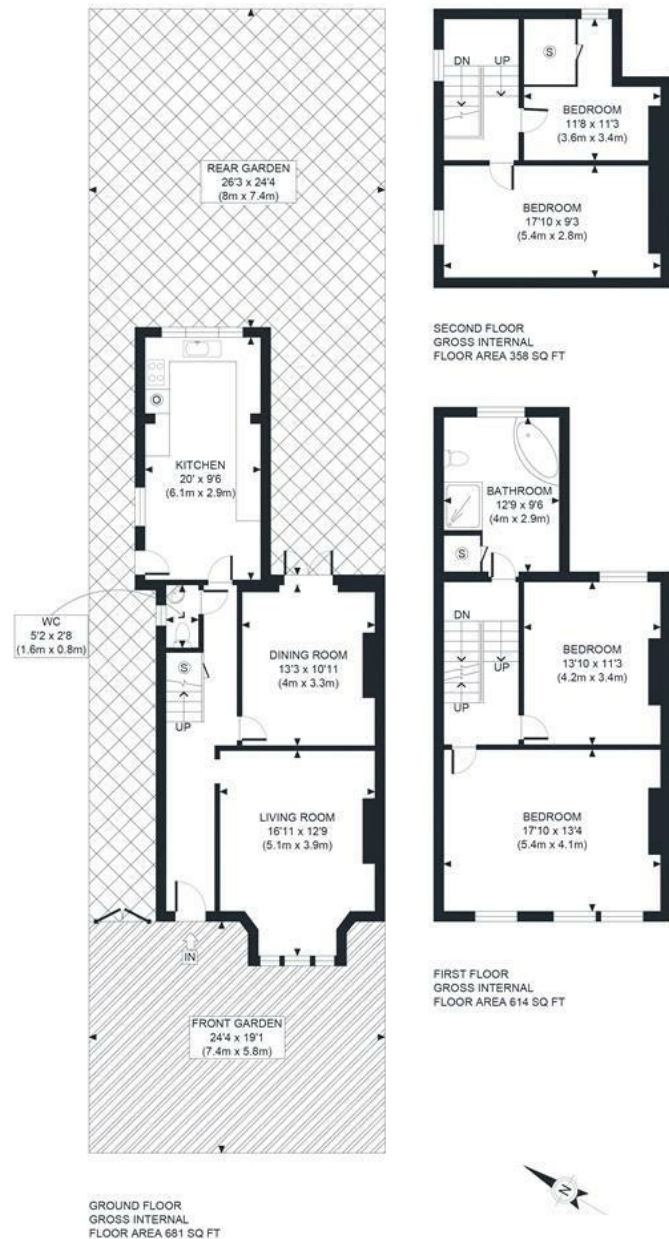 REAR GARDEN
26'3 x 24'4
(8m x 7.4m)
KITCHEN
20' x 9'6
(6.1m x 2.9m)
WC
5'2 x 2'8
(1.6m x 0.8m)
S
UP
DINING ROOM
13'3 x 10'11
(4m x 3.3m)
LIVING ROOM
16'11 x 12'9
(5.1m x 3.9m)
IN
FRONT GARDEN
24'4 x 19'1
(7.4m x 5.8m)
GROUND FLOOR
GROSS INTERNAL
FLOOR AREA 681 SQ FT
DN UP
S
BEDROOM
11'8 x 11'3
(3.6m x 3.4m)
BEDROOM
17'10 x 9'3
(5.4m x 2.8m)
SECOND FLOOR
GROSS INTERNAL
FLOOR AREA 358 SQ FT
BATHROOM
12'9 x 9'6
(4m x 2.9m)
S
DN
UP
UP
BEDROOM
13'10 x 11'3
(4.2m x 3.4m)
BEDROOM
17'10 x 13'4
(5.4m x 4.1m)
FIRST FLOOR
GROSS INTERNAL
FLOOR AREA 614 SQ FT
N